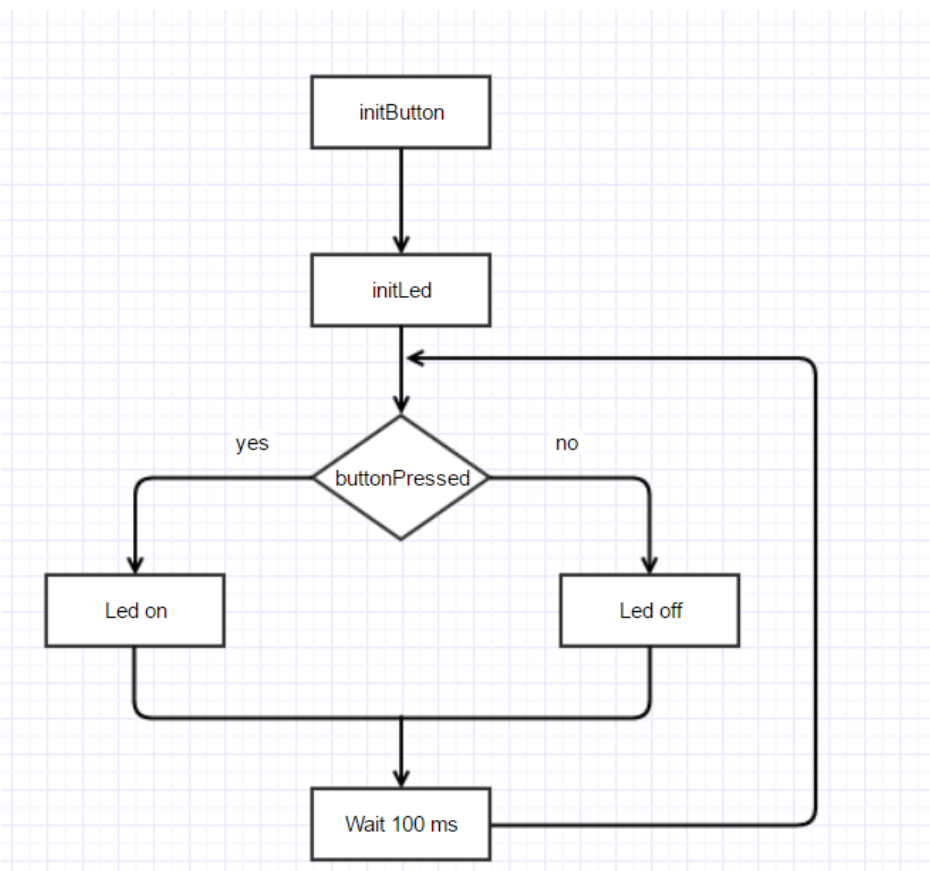 initButton
initLed
yes
no
buttonPressed
Led on
Led off
Wait 100 ms